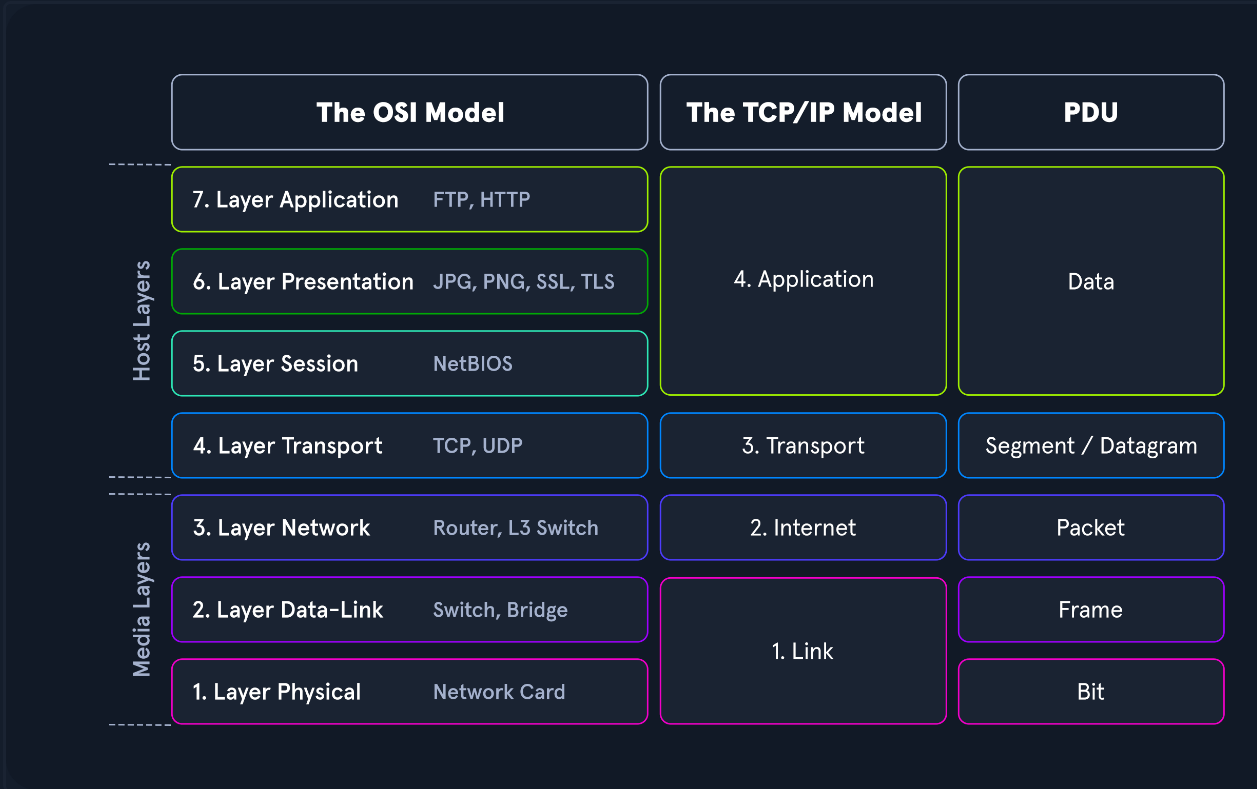 The OSI Model
The TCP/IP Model
PDU
Host Layers
7. Layer Application FTP, HTTP
6. Layer Presentation JPG, PNG, SSL, TLS
5. Layer Session NetBIOS
4. Application
Data
4. Layer Transport TCP, UDP
3. Transport
Segment / Datagram
Media Layers
3. Layer Network Router, L3 Switch
2. Internet
Packet
2. Layer Data-Link Switch, Bridge
Frame
1. Link
1. Layer Physical Network Card
Bit